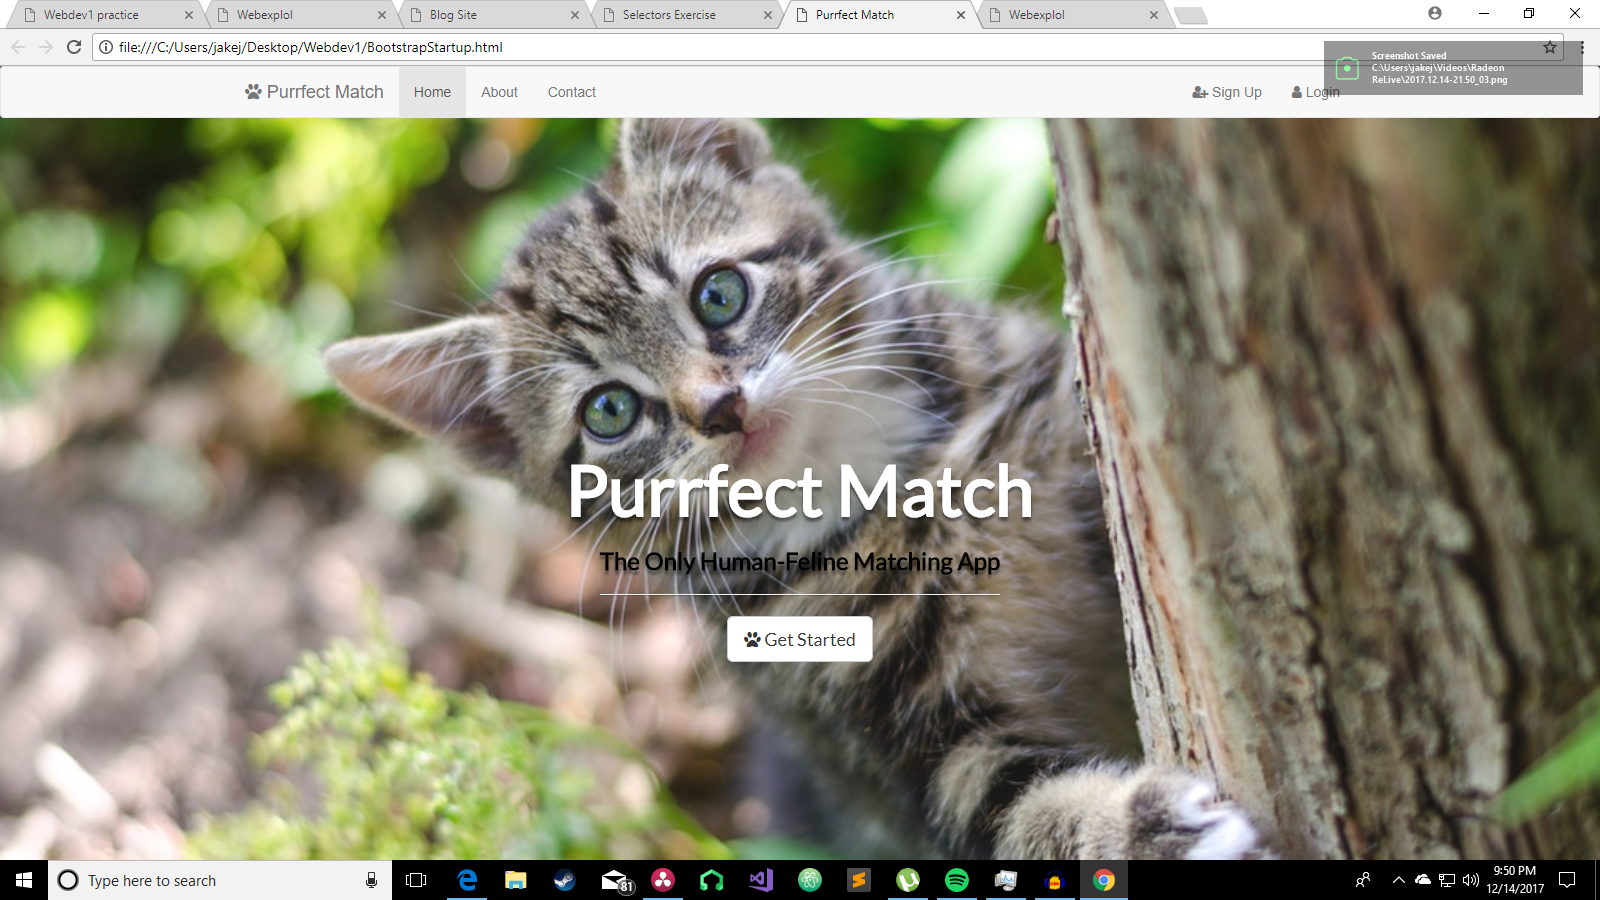 Webdev1 practice
Webexplol
Blog Site
Selectors Exercise
Purrfect Match
Webexplol
file:///C:/Users/jakej/Desktop/Webdev1/BootstrapStartup.html
Screenshot Saved
C:\Users\jakej\Videos\Radeon
ReLive\2017.12.14-21.50_03.png
Purrfect Match
Home
About
Contact
Sign Up
Login
Purrfect Match
The Only Human-Feline Matching App
Get Started
Type here to search
81
9:50 PM
12/14/2017